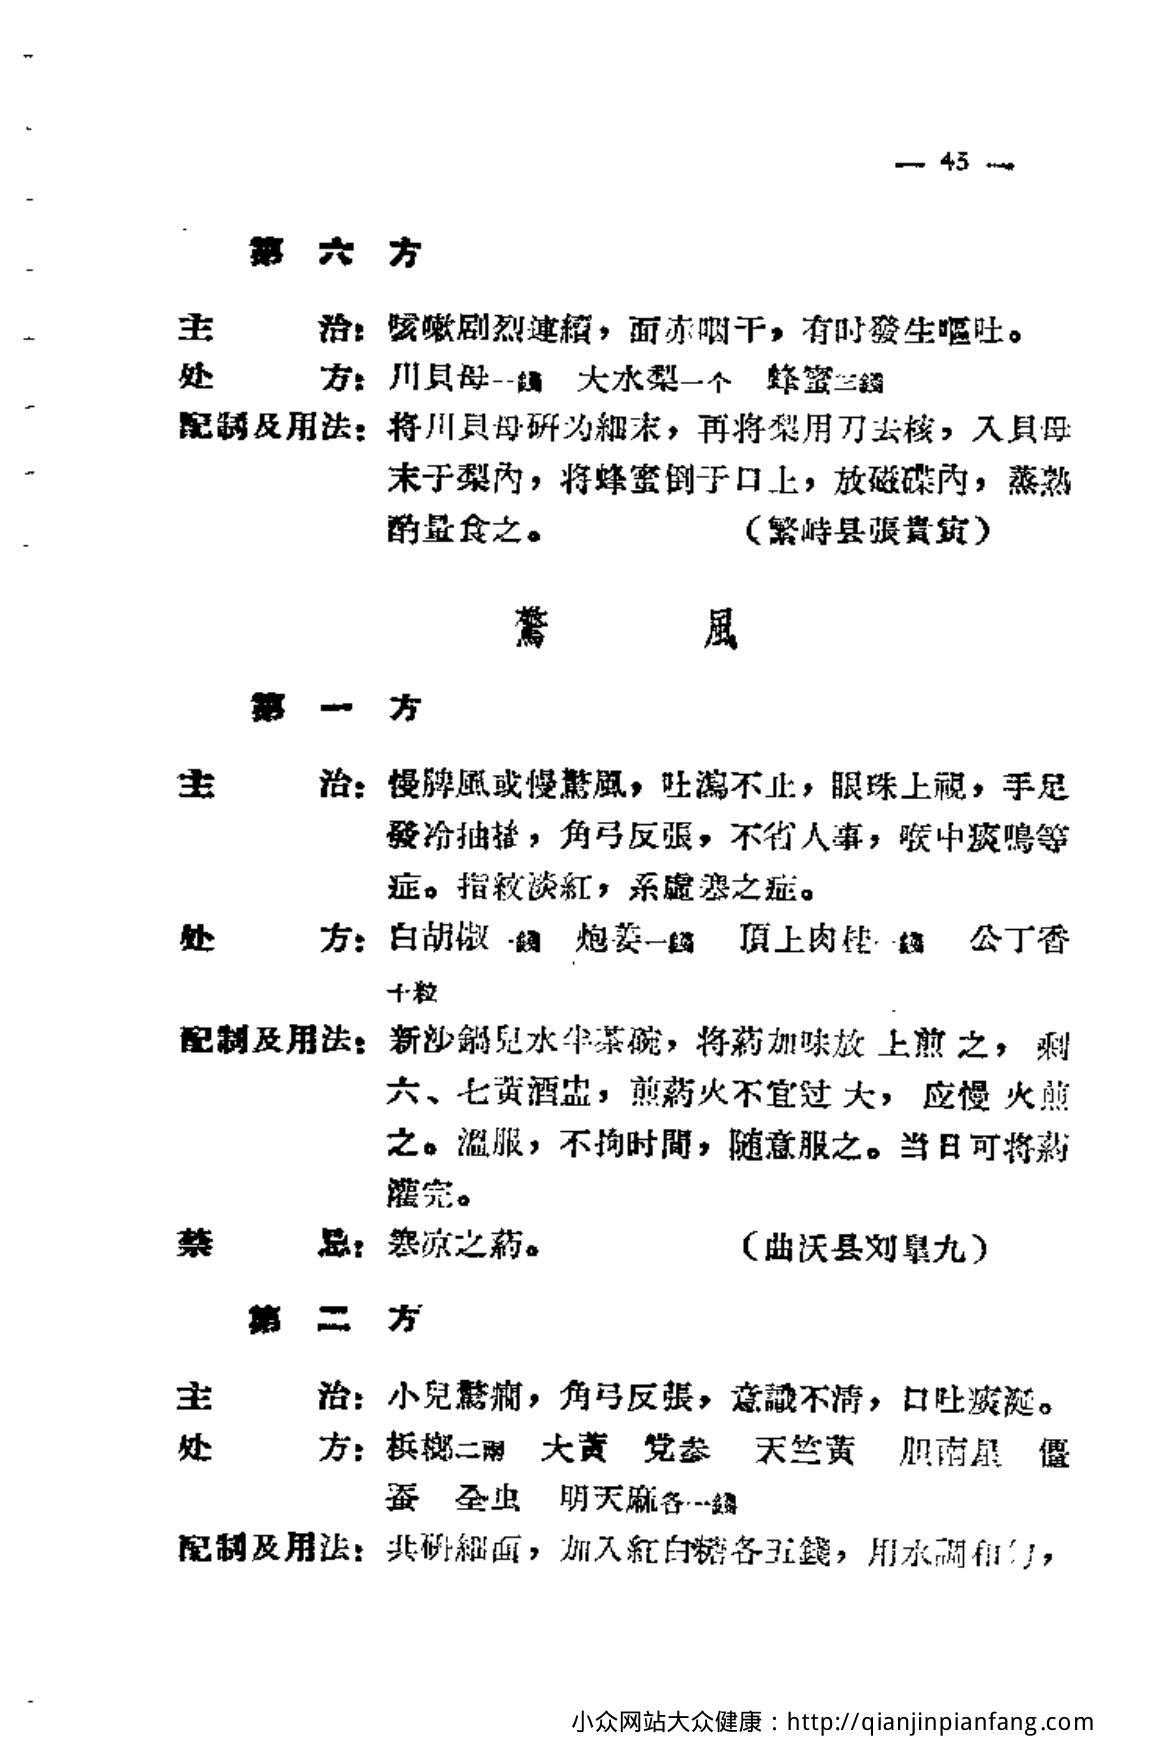 — 45 —
第六方
主治：咳嗽剧烈連續，面赤咽干，有时發生嘔吐。
处方：川貝母一錢 大水梨一个 蜂蜜三錢
配制及用法：将川貝母研为細末，再将梨用刀去核，入貝母
末于梨內，将蜂蜜倒于口上，放磁碟內，蒸熟
酌量食之。（繁峙县張貴寅）
驚風
第一方
主治：慢脾風或慢驚風，吐瀉不止，眼珠上視，手足
發冷抽搐，角弓反張，不省人事，喉中痰鳴等
症。指紋淡紅，系虛寒之症。
处方：白胡椒一錢 炮姜一錢 頂上肉桂一錢 公丁香
十粒
配制及用法：新沙鍋兒水半茶碗，将葯加味放上煎之，剩
六、七黃酒盅，煎葯火不宜过大，应慢火煎
之。溫服，不拘时間，随意服之。当日可将葯
灌完。
禁忌：寒凉之葯。（曲沃县刘皐九）
第二方
主治：小兒驚癇，角弓反張，意識不淸，口吐痰涎。
处方：梹榔二兩 大黃 党参 天竺黃 胆南星 僵
蚕 全虫 明天麻各一錢
配制及用法：共研細面，加入紅白糖各五錢，用水調和勻，
小众网站大众健康：http://qianjinpianfang.com